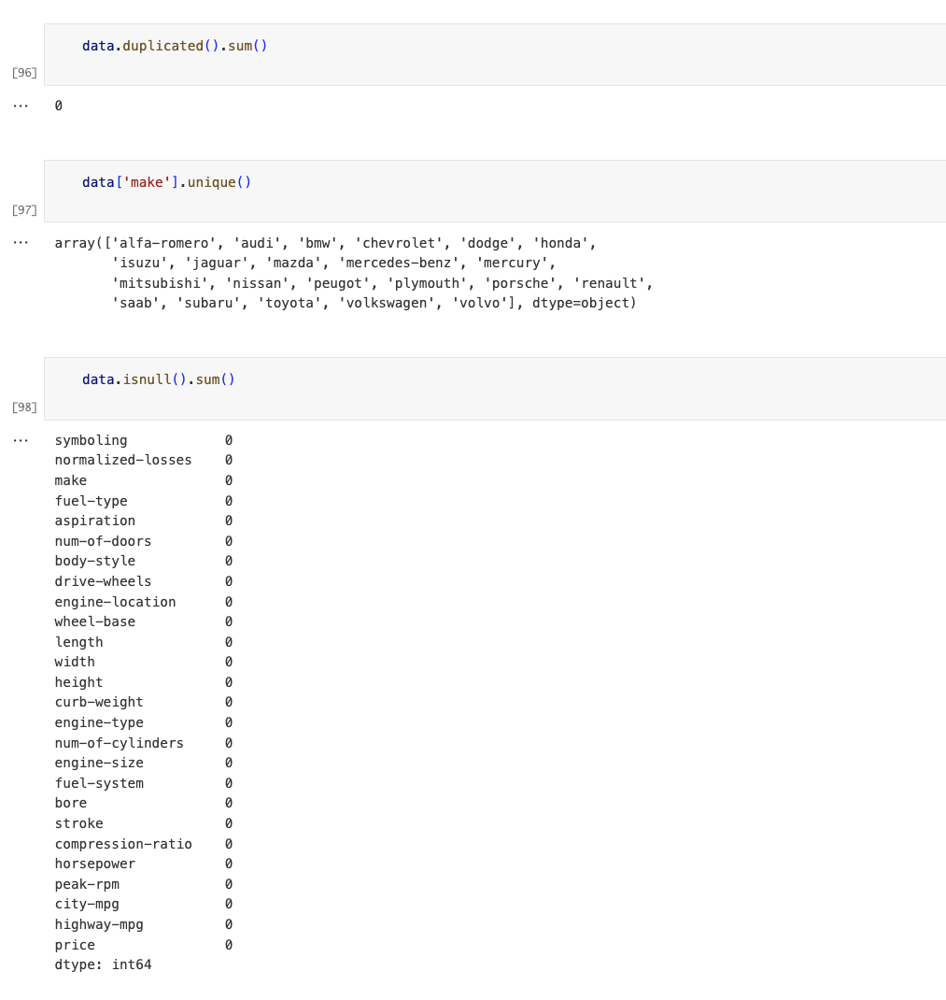 data.duplicated().sum()
[96]
... 0
data['make'].unique()
[97]
... array(['alfa-romero', 'audi', 'bmw', 'chevrolet', 'dodge', 'honda',
'isuzu', 'jaguar', 'mazda', 'mercedes-benz', 'mercury',
'mitsubishi', 'nissan', 'peugot', 'plymouth', 'porsche', 'renault',
'saab', 'subaru', 'toyota', 'volkswagen', 'volvo'], dtype=object)
data.isnull().sum()
[98]
... symboling 0
normalized-losses 0
make 0
fuel-type 0
aspiration 0
num-of-doors 0
body-style 0
drive-wheels 0
engine-location 0
wheel-base 0
length 0
width 0
height 0
curb-weight 0
engine-type 0
num-of-cylinders 0
engine-size 0
fuel-system 0
bore 0
stroke 0
compression-ratio 0
horsepower 0
peak-rpm 0
city-mpg 0
highway-mpg 0
price 0
dtype: int64